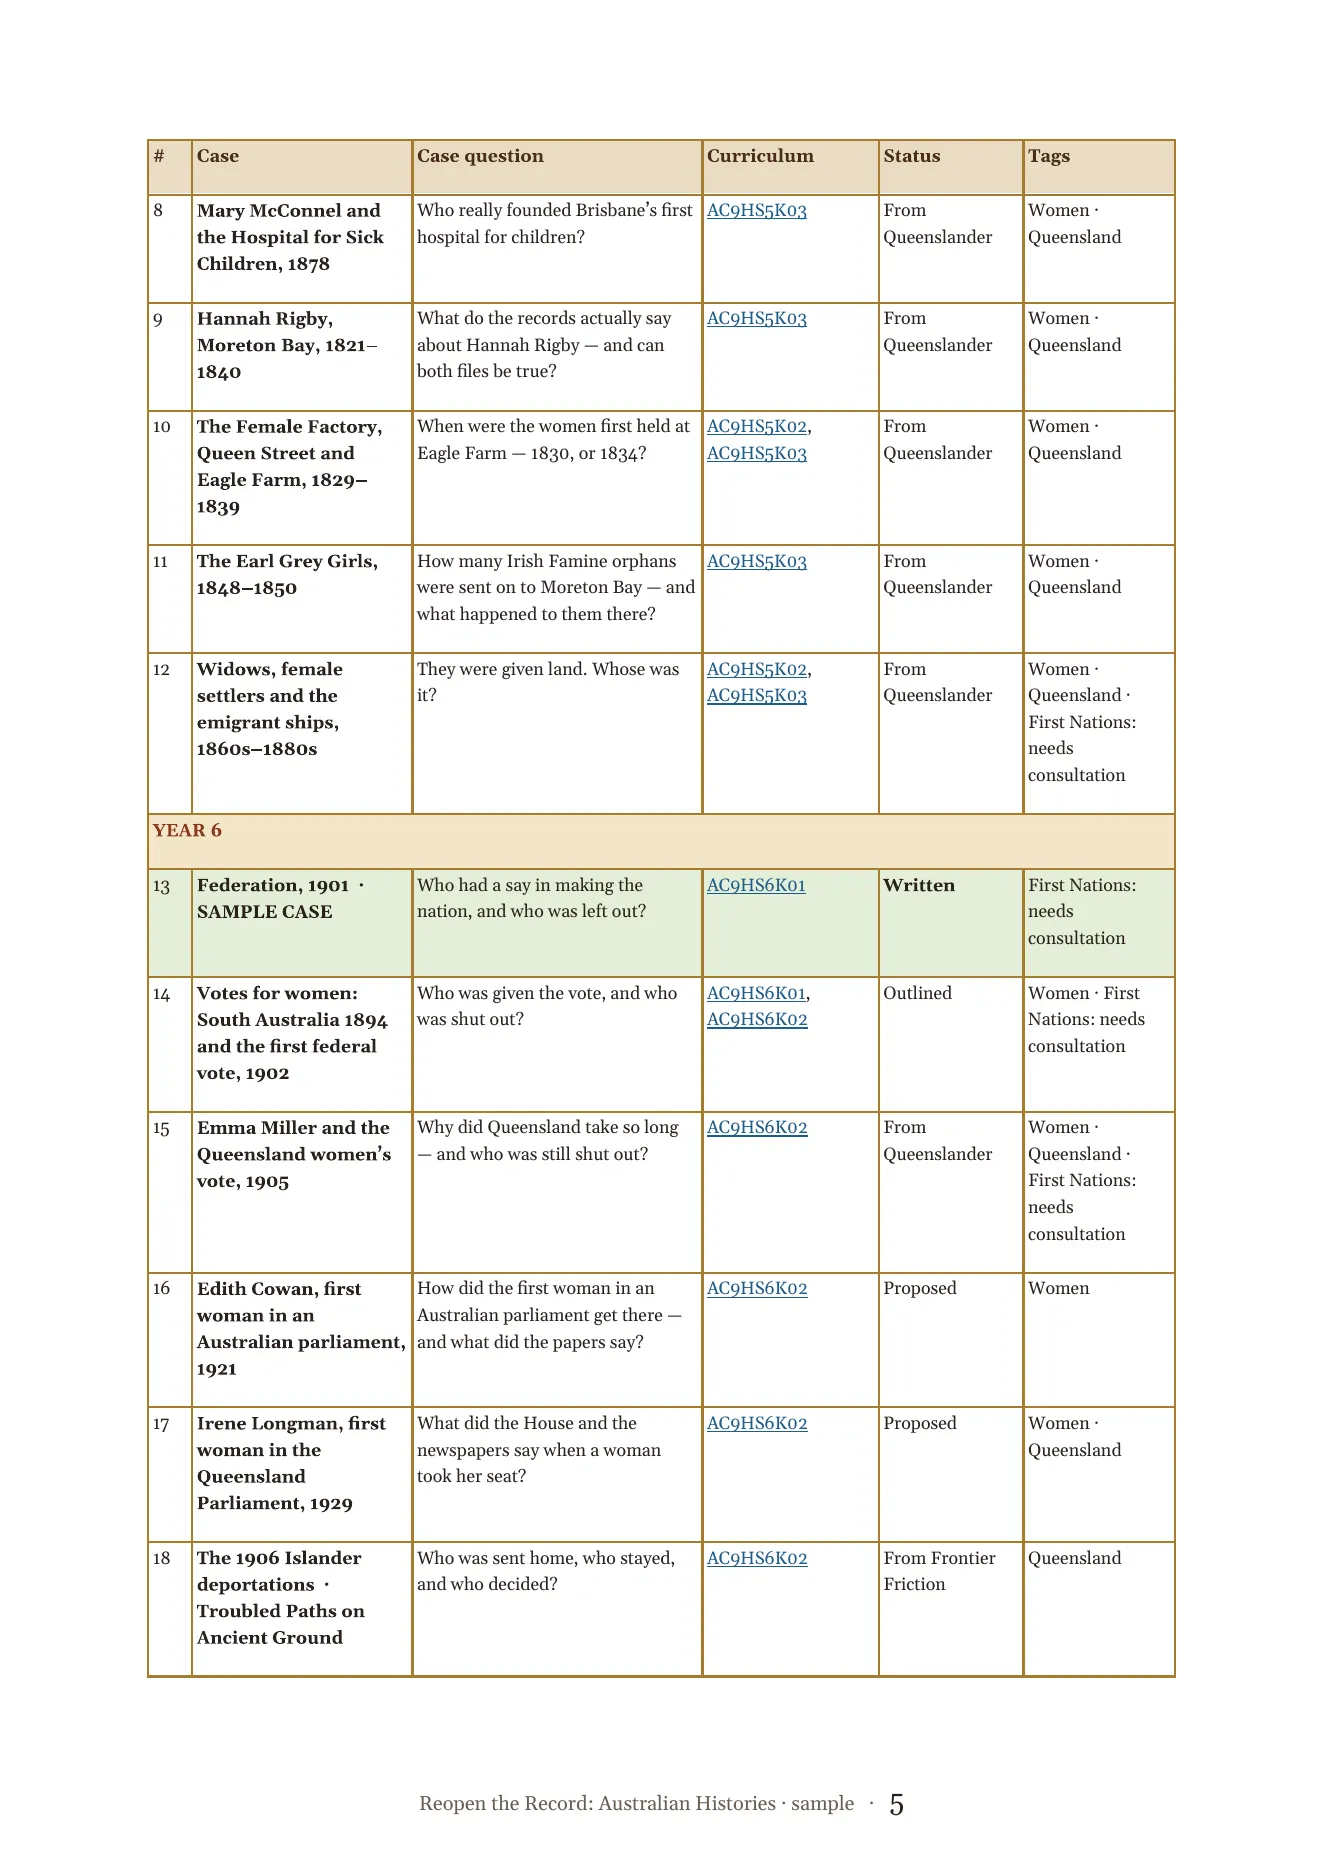 # Case Case question Curriculum Status Tags
8 Mary McConnel and Who really founded Brisbane’s first AC9HS5K03 From Women ·
the Hospital for Sick hospital for children? Queenslander Queensland
Children, 1878
9 Hannah Rigby, What do the records actually say AC9HS5K03 From Women ·
Moreton Bay, 1821– about Hannah Rigby — and can Queenslander Queensland
1840 both files be true?
10 The Female Factory, When were the women first held at AC9HS5K02, From Women ·
Queen Street and Eagle Farm — 1830, or 1834? AC9HS5K03 Queenslander Queensland
Eagle Farm, 1829–
1839
11 The Earl Grey Girls, How many Irish Famine orphans AC9HS5K03 From Women ·
1848–1850 were sent on to Moreton Bay — and Queenslander Queensland
what happened to them there?
12 Widows, female They were given land. Whose was AC9HS5K02, From Women ·
settlers and the it? AC9HS5K03 Queenslander Queensland ·
emigrant ships, First Nations:
1860s–1880s needs
consultation
YEAR 6
13 Federation, 1901 · Who had a say in making the AC9HS6K01 Written First Nations:
SAMPLE CASE nation, and who was left out? needs
consultation
14 Votes for women: Who was given the vote, and who AC9HS6K01, Outlined Women · First
South Australia 1894 was shut out? AC9HS6K02 Nations: needs
and the first federal consultation
vote, 1902
15 Emma Miller and the Why did Queensland take so long AC9HS6K02 From Women ·
Queensland women’s — and who was still shut out? Queenslander Queensland ·
vote, 1905 First Nations:
needs
consultation
16 Edith Cowan, first How did the first woman in an AC9HS6K02 Proposed Women
woman in an Australian parliament get there —
Australian parliament, and what did the papers say?
1921
17 Irene Longman, first What did the House and the AC9HS6K02 Proposed Women ·
woman in the newspapers say when a woman Queensland
Queensland took her seat?
Parliament, 1929
18 The 1906 Islander Who was sent home, who stayed, AC9HS6K02 From Frontier Queensland
deportations · and who decided? Friction
Troubled Paths on
Ancient Ground
Reopen the Record: Australian Histories · sample · 5